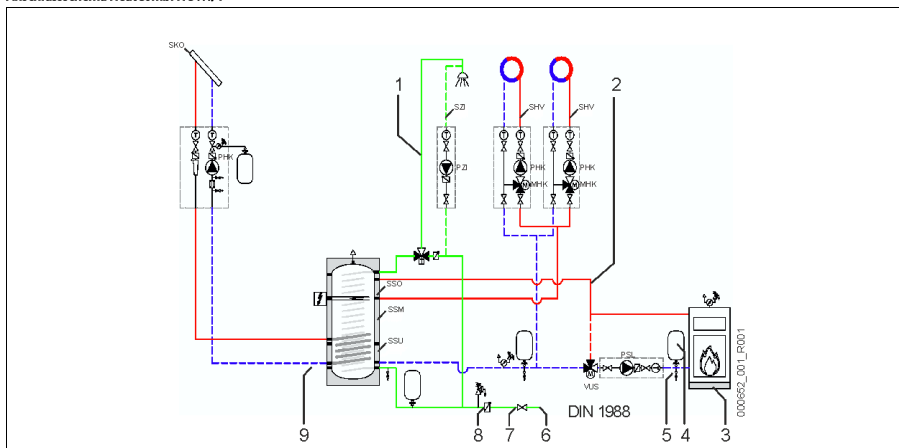 SKO
1
SZI
SHV
SHV
2
PHK
PZI
PHK
PHK
MHK
MHK
M
M
T
T
T
T
T
T
T
SSO
SSM
SSU
PSL
M
VUS
DIN 1988
000652_001_R001
9
8
7
6
5
4
3